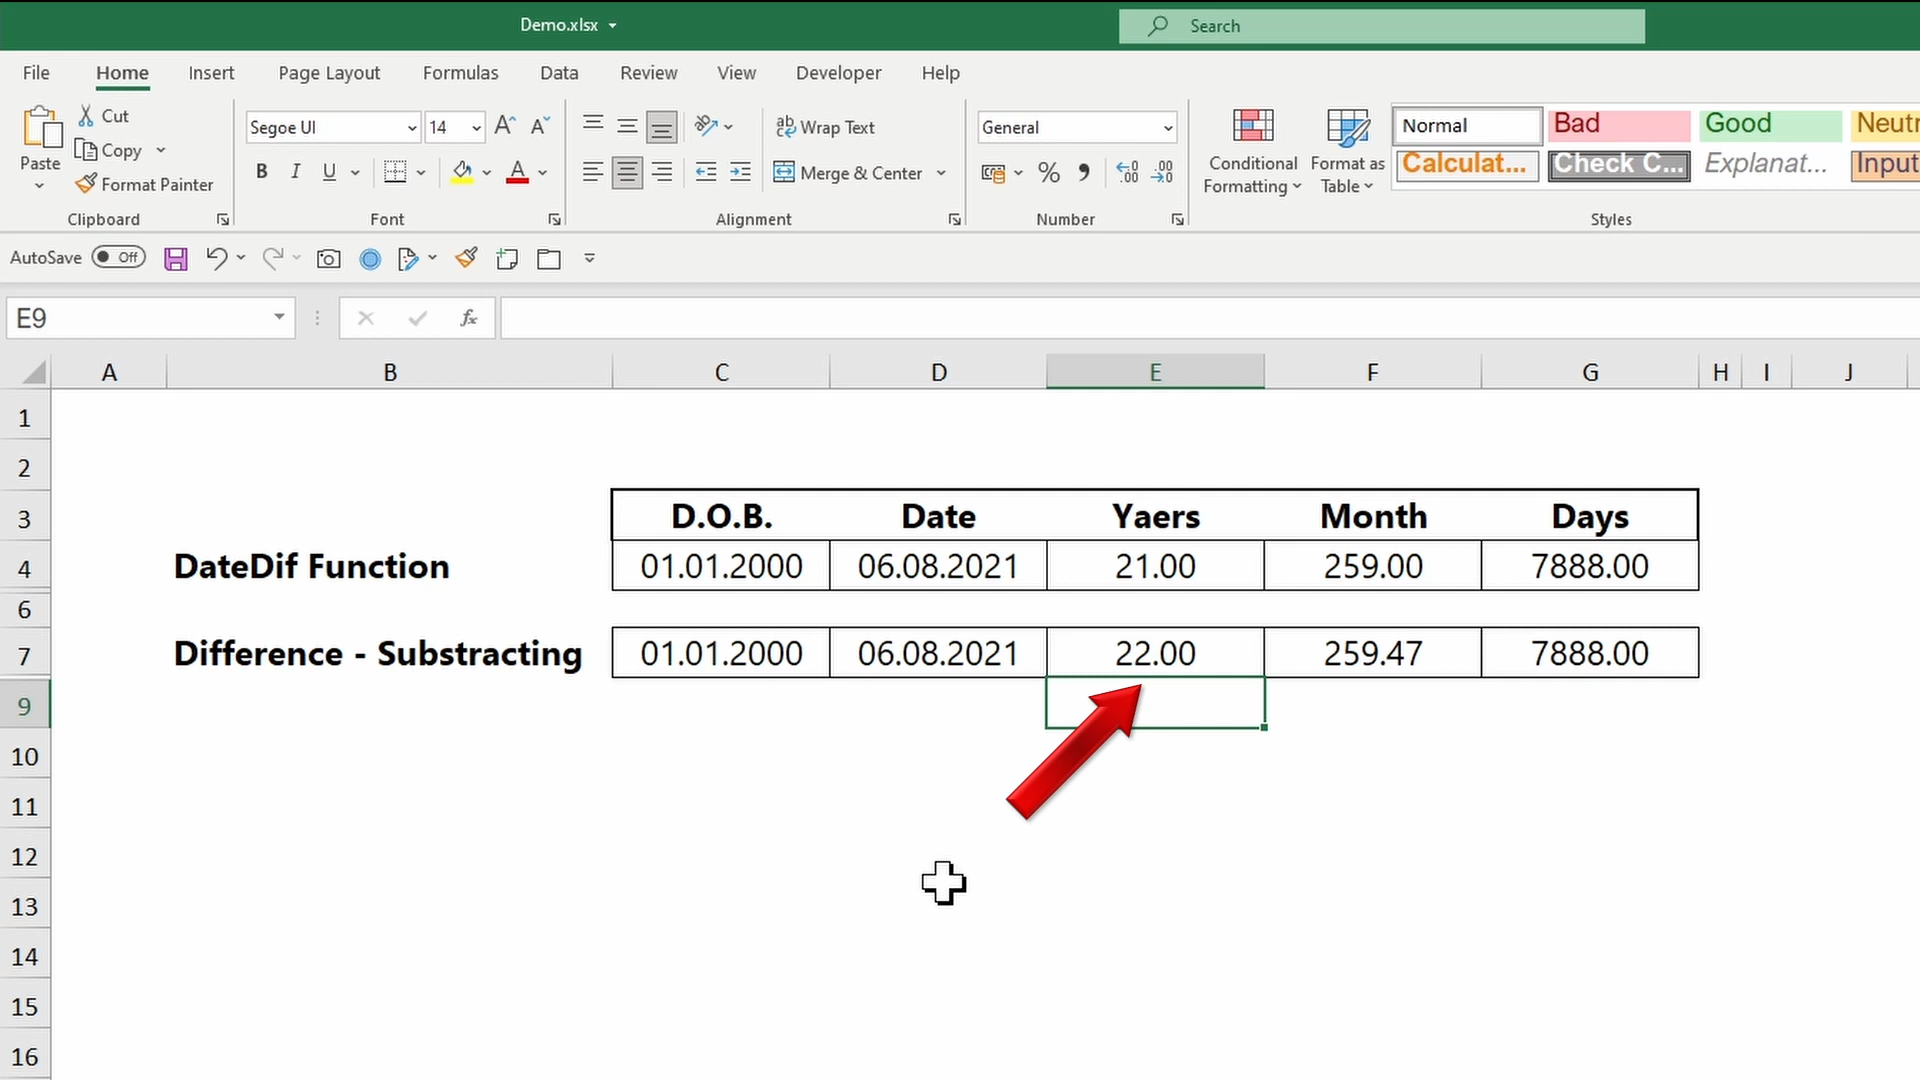 Demo.xlsx
Search
File Home Insert Page Layout Formulas Data Review View Developer Help
Paste
Cut
Copy
Format Painter
Clipboard
Segoe UI 14
B I U A
Font
Wrap Text
Merge & Center
Alignment
General
%
Number
Conditional Formatting
Format as Table
Normal Bad Good Neutr
Calculat... Check C... Explanat... Input
Styles
AutoSave Off
E9 fx
A B C D E F G H I J
1
2
3 D.O.B. Date Yaers Month Days
4 DateDif Function 01.01.2000 06.08.2021 21.00 259.00 7888.00
6
7 Difference - Substracting 01.01.2000 06.08.2021 22.00 259.47 7888.00
9
10
11
12
13
14
15
16